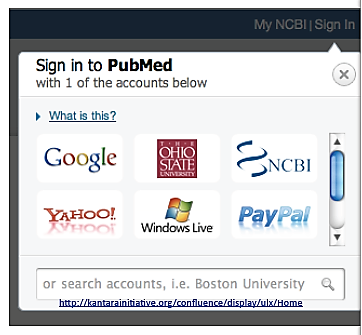 My NCBI | Sign In
Sign in to PubMed
with 1 of the accounts below
What is this?
Google
THE OHIO STATE UNIVERSITY
NCBI
YAHOO!
Windows Live
PayPal
or search accounts, i.e. Boston University
http://kantarainitiative.org/confluence/display/ulx/Home